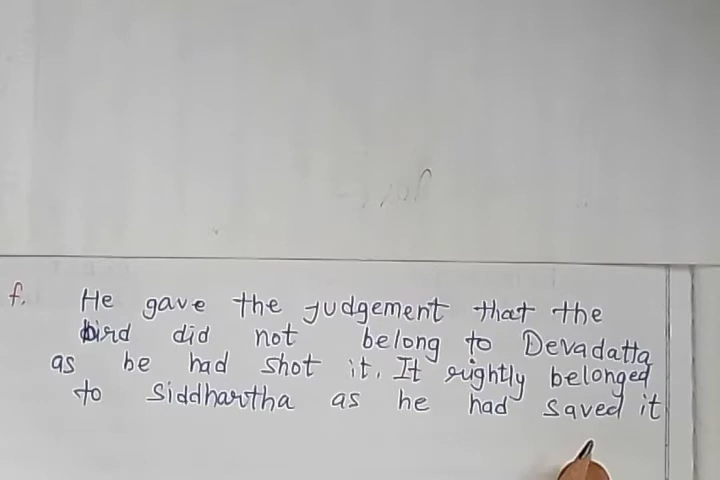 f. He gave the judgement that the
bird did not belong to Devadatta
as he had shot it. It rightly belonged
to Siddhartha as he had saved it